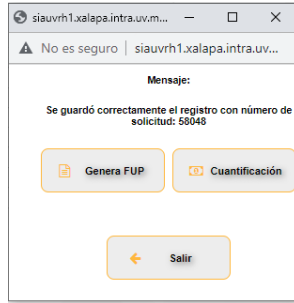 siauvrh1.xalapa.intra.uv.m...
No es seguro | siauvrh1.xalapa.intra.uv...
Mensaje:
Se guardó correctamente el registro con número de
solicitud: 58048
Genera FUP
Cuantificación
Salir